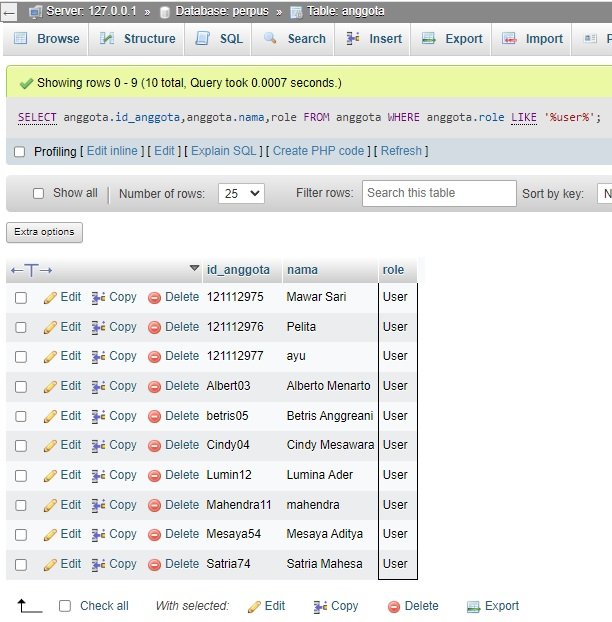 Server: 127.0.0.1 » Database: perpus » Table: anggota
Browse Structure SQL Search Insert Export Import P
Showing rows 0 - 9 (10 total, Query took 0.0007 seconds.)
SELECT anggota.id_anggota,anggota.nama,role FROM anggota WHERE anggota.role LIKE '%user%';
Profiling [ Edit inline ] [ Edit ] [ Explain SQL ] [ Create PHP code ] [ Refresh ]
Show all | Number of rows: 25 Filter rows: Search this table Sort by key: N
Extra options
←T→ id_anggota nama role
Edit Copy Delete 121112975 Mawar Sari User
Edit Copy Delete 121112976 Pelita User
Edit Copy Delete 121112977 ayu User
Edit Copy Delete Albert03 Alberto Menarto User
Edit Copy Delete betris05 Betris Anggreani User
Edit Copy Delete Cindy04 Cindy Mesawara User
Edit Copy Delete Lumin12 Lumina Ader User
Edit Copy Delete Mahendra11 mahendra User
Edit Copy Delete Mesaya54 Mesaya Aditya User
Edit Copy Delete Satria74 Satria Mahesa User
Check all With selected: Edit Copy Delete Export